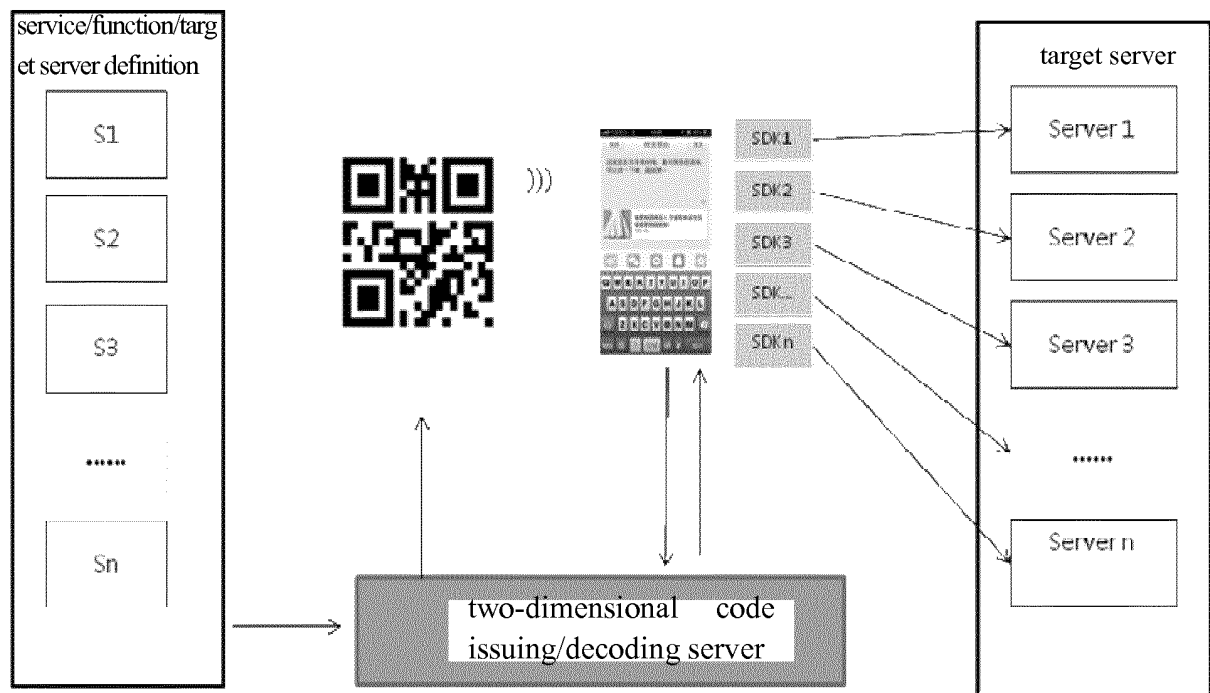 service/function/targ
et server definition
S1
S2
S3
......
Sn
)))
Q W E R T Y U I O P
A S D F G H J K L
Z X C V B N M
SDK1
SDK2
SDK3
SDK...
SDKn
target server
Server 1
Server 2
Server 3
......
Server n
two-dimensional code
issuing/decoding server